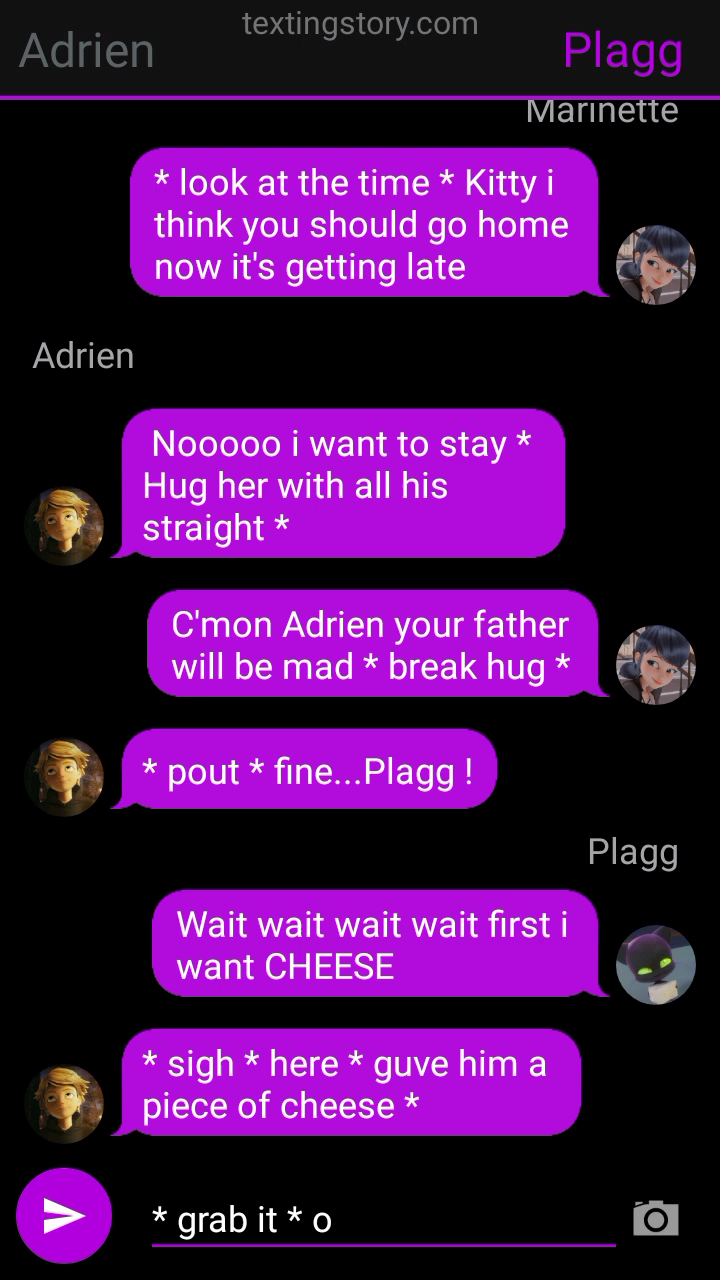 textingstory.com
Adrien
Plagg
Marinette
* look at the time * Kitty i
think you should go home
now it's getting late
Adrien
Nooooo i want to stay *
Hug her with all his
straight *
C'mon Adrien your father
will be mad * break hug *
* pout * fine...Plagg !
Plagg
Wait wait wait wait first i
want CHEESE
* sigh * here * guve him a
piece of cheese *
* grab it * o